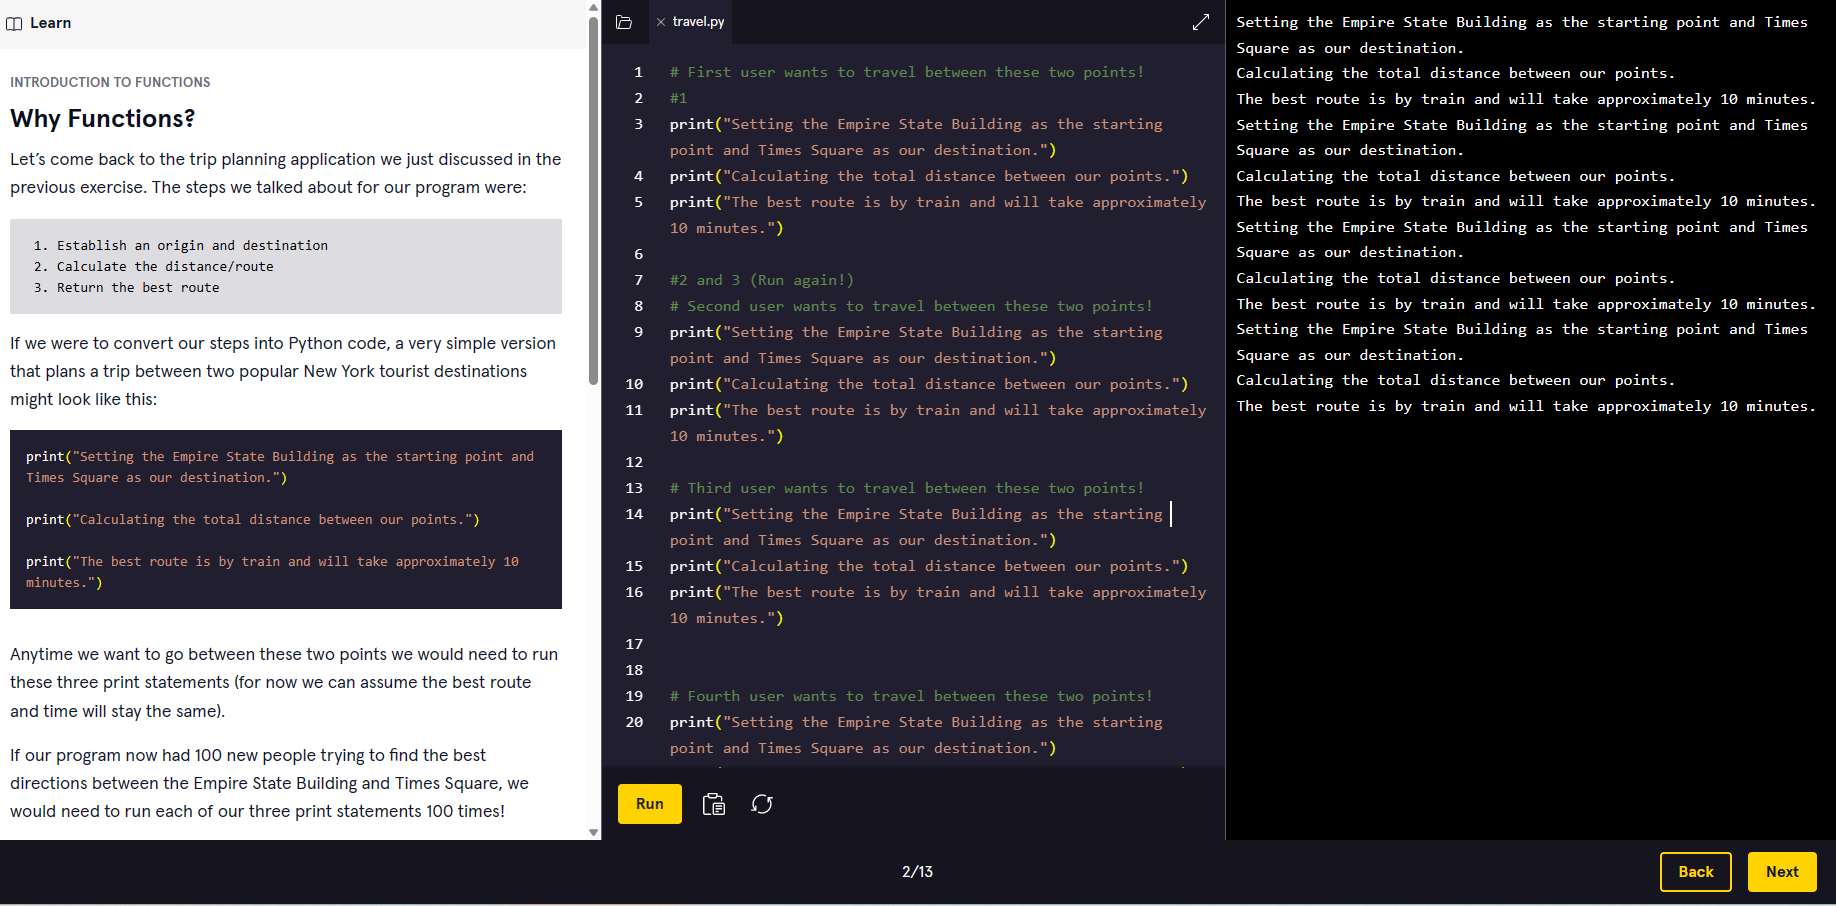 Learn
INTRODUCTION TO FUNCTIONS
Why Functions?
Let’s come back to the trip planning application we just discussed in the
previous exercise. The steps we talked about for our program were:
1. Establish an origin and destination
2. Calculate the distance/route
3. Return the best route
If we were to convert our steps into Python code, a very simple version
that plans a trip between two popular New York tourist destinations
might look like this:
print("Setting the Empire State Building as the starting point and
Times Square as our destination.")
print("Calculating the total distance between our points.")
print("The best route is by train and will take approximately 10
minutes.")
Anytime we want to go between these two points we would need to run
these three print statements (for now we can assume the best route
and time will stay the same).
If our program now had 100 new people trying to find the best
directions between the Empire State Building and Times Square, we
would need to run each of our three print statements 100 times!
travel.py
1 # First user wants to travel between these two points!
2 #1
3 print("Setting the Empire State Building as the starting
point and Times Square as our destination.")
4 print("Calculating the total distance between our points.")
5 print("The best route is by train and will take approximately
10 minutes.")
6
7 #2 and 3 (Run again!)
8 # Second user wants to travel between these two points!
9 print("Setting the Empire State Building as the starting
point and Times Square as our destination.")
10 print("Calculating the total distance between our points.")
11 print("The best route is by train and will take approximately
10 minutes.")
12
13 # Third user wants to travel between these two points!
14 print("Setting the Empire State Building as the starting
point and Times Square as our destination.")
15 print("Calculating the total distance between our points.")
16 print("The best route is by train and will take approximately
10 minutes.")
17
18
19 # Fourth user wants to travel between these two points!
20 print("Setting the Empire State Building as the starting
point and Times Square as our destination.")
Run
Setting the Empire State Building as the starting point and Times
Square as our destination.
Calculating the total distance between our points.
The best route is by train and will take approximately 10 minutes.
Setting the Empire State Building as the starting point and Times
Square as our destination.
Calculating the total distance between our points.
The best route is by train and will take approximately 10 minutes.
Setting the Empire State Building as the starting point and Times
Square as our destination.
Calculating the total distance between our points.
The best route is by train and will take approximately 10 minutes.
Setting the Empire State Building as the starting point and Times
Square as our destination.
Calculating the total distance between our points.
The best route is by train and will take approximately 10 minutes.
2/13
Back
Next